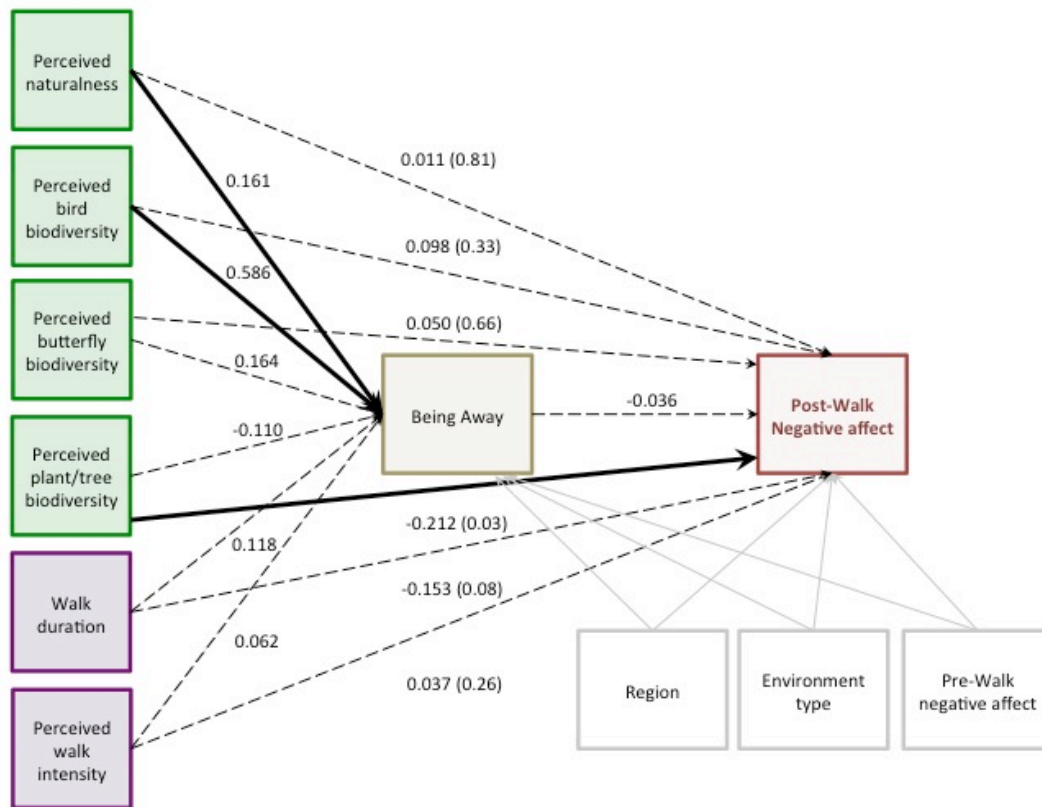 Perceived
naturalness
0.011 (0.81)
Perceived
bird
biodiversity
0.161
0.098 (0.33)
0.586
Perceived
butterfly
biodiversity
0.050 (0.66)
0.164
Being Away
-0.036
Post-Walk
Negative affect
Perceived
plant/tree
biodiversity
-0.110
-0.212 (0.03)
0.118
Walk
duration
-0.153 (0.08)
0.062
0.037 (0.26)
Region
Environment
type
Pre-Walk
negative affect
Perceived
walk
intensity